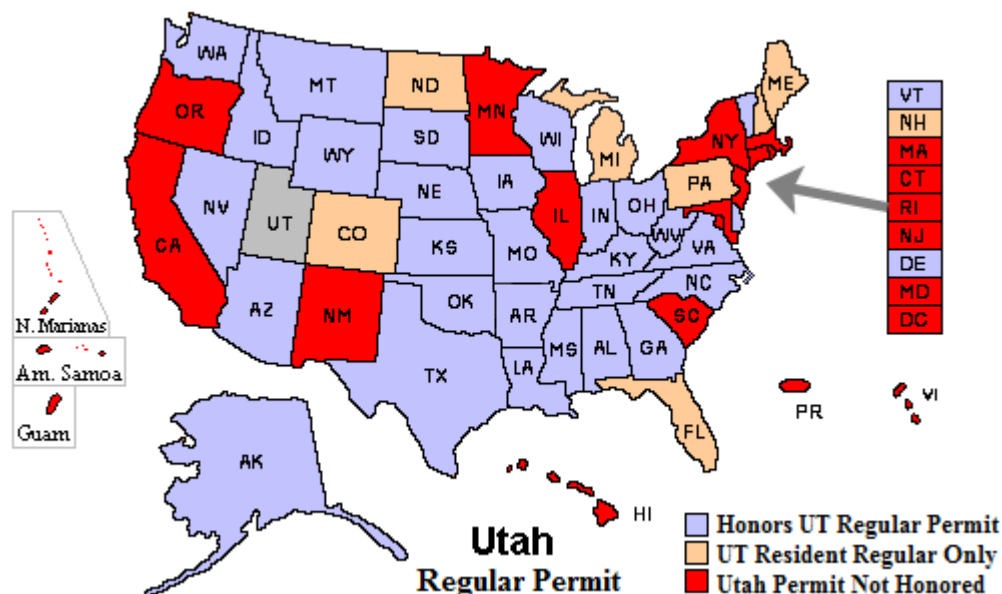 WA
MT
ND
MN
ME
VT
NH
MA
CT
RI
NJ
DE
MD
DC
OR
ID
WY
SD
WI
MI
NY
PA
NV
UT
CO
NE
IA
IL
IN
OH
WV
VA
CA
KS
MO
KY
NC
AZ
NM
OK
AR
TN
SC
TX
LA
MS
AL
GA
FL
N. Marianas
Am. Samoa
Guam
AK
HI
PR
VI
Utah
Regular Permit
Honors UT Regular Permit
UT Resident Regular Only
Utah Permit Not Honored